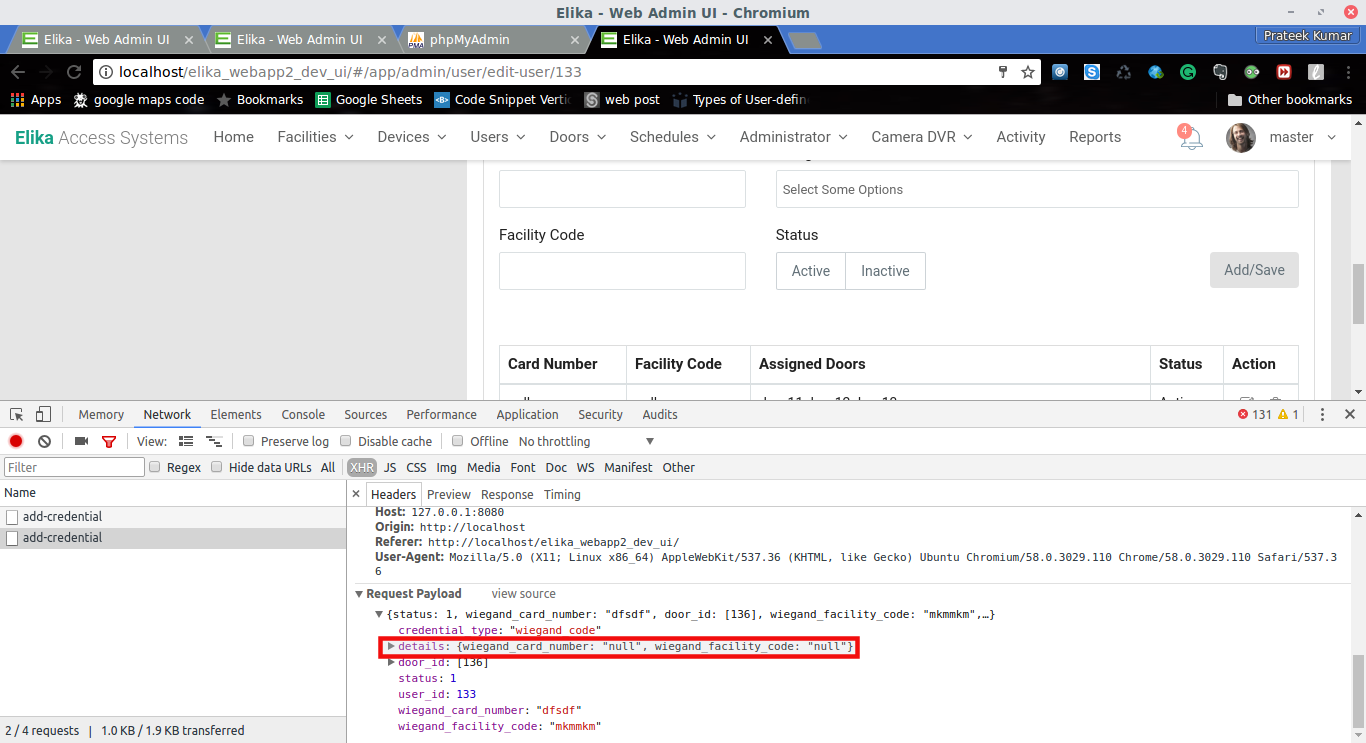 Elika - Web Admin UI - Chromium
Elika - Web Admin UI × Elika - Web Admin UI × phpMyAdmin × Elika - Web Admin UI × Prateek Kumar
localhost/elika_webapp2_dev_ui/#/app/admin/user/edit-user/133
Apps google maps code Bookmarks Google Sheets Code Snippet Vertic web post Types of User-define Other bookmarks
Elika Access Systems Home Facilities Devices Users Doors Schedules Administrator Camera DVR Activity Reports 4 master
Select Some Options
Facility Code Status
Active Inactive Add/Save
Card Number Facility Code Assigned Doors Status Action
Memory Network Elements Console Sources Performance Application Security Audits 131 1
View: Preserve log Disable cache Offline No throttling
Filter Regex Hide data URLs All XHR JS CSS Img Media Font Doc WS Manifest Other
Name × Headers Preview Response Timing
add-credential
add-credential
Host: 127.0.0.1:8080
Origin: http://localhost
Referer: http://localhost/elika_webapp2_dev_ui/
User-Agent: Mozilla/5.0 (X11; Linux x86_64) AppleWebKit/537.36 (KHTML, like Gecko) Ubuntu Chromium/58.0.3029.110 Chrome/58.0.3029.110 Safari/537.3
6
Request Payload view source
{status: 1, wiegand_card_number: "dfsdf", door_id: [136], wiegand_facility_code: "mkmmkm",…}
credential_type: "wiegand_code"
details: {wiegand_card_number: "null", wiegand_facility_code: "null"}
door_id: [136]
status: 1
user_id: 133
wiegand_card_number: "dfsdf"
wiegand_facility_code: "mkmmkm"
2 / 4 requests | 1.0 KB / 1.9 KB transferred